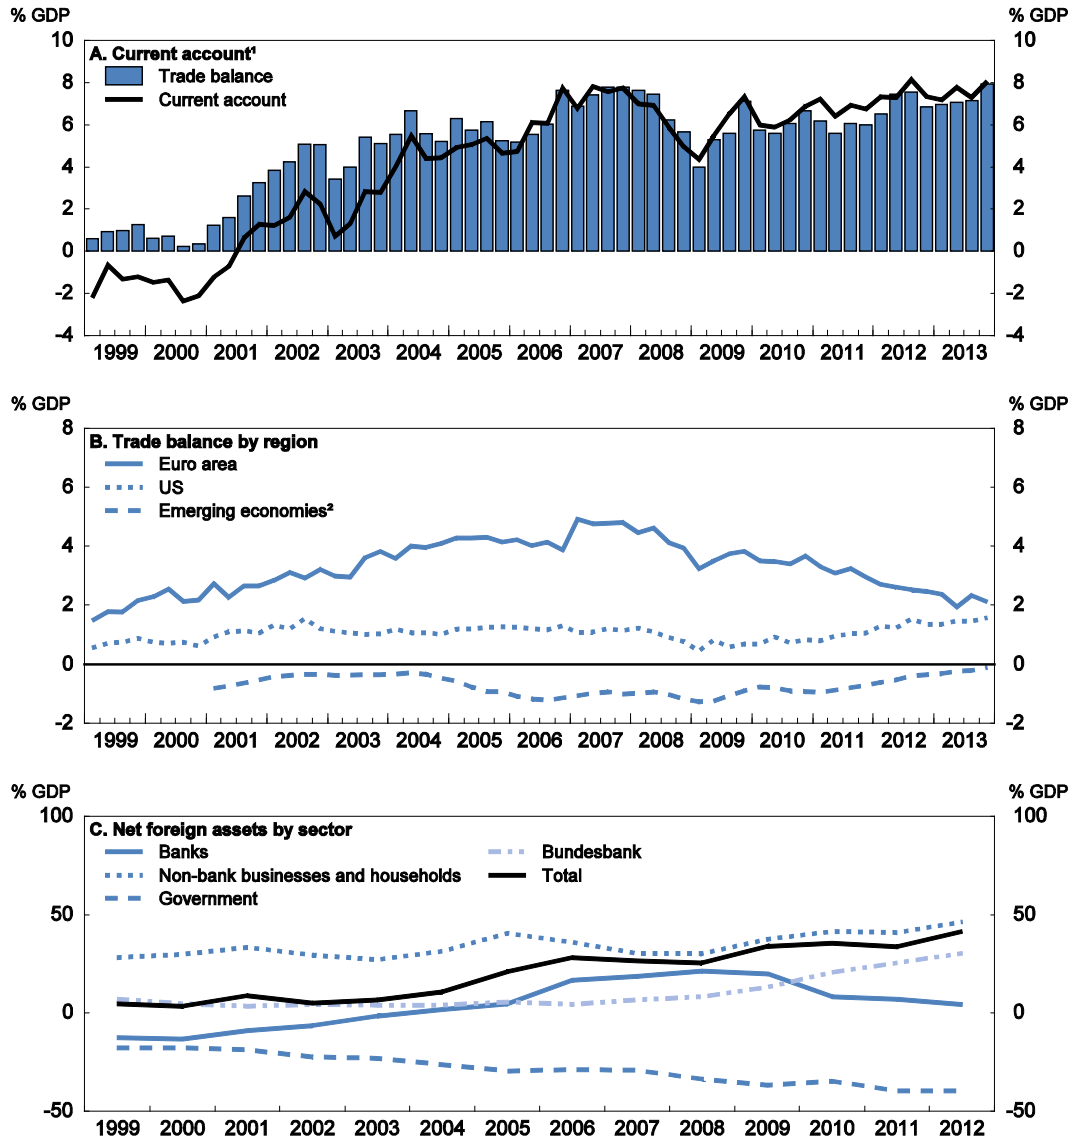 % GDP % GDP
10 10
A. Current account¹
Trade balance
8 8
Current account
6 6
4 4
2 2
0 0
-2 -2
-4 -4
1999 2000 2001 2002 2003 2004 2005 2006 2007 2008 2009 2010 2011 2012 2013
% GDP % GDP
8 8
B. Trade balance by region
Euro area
6 6
US
Emerging economies²
4 4
2 2
0 0
-2 -2
1999 2000 2001 2002 2003 2004 2005 2006 2007 2008 2009 2010 2011 2012 2013
% GDP % GDP
100 100
C. Net foreign assets by sector
Banks Bundesbank
Non-bank businesses and households Total
Government
50 50
0 0
-50 -50
1999 2000 2001 2002 2003 2004 2005 2006 2007 2008 2009 2010 2011 2012